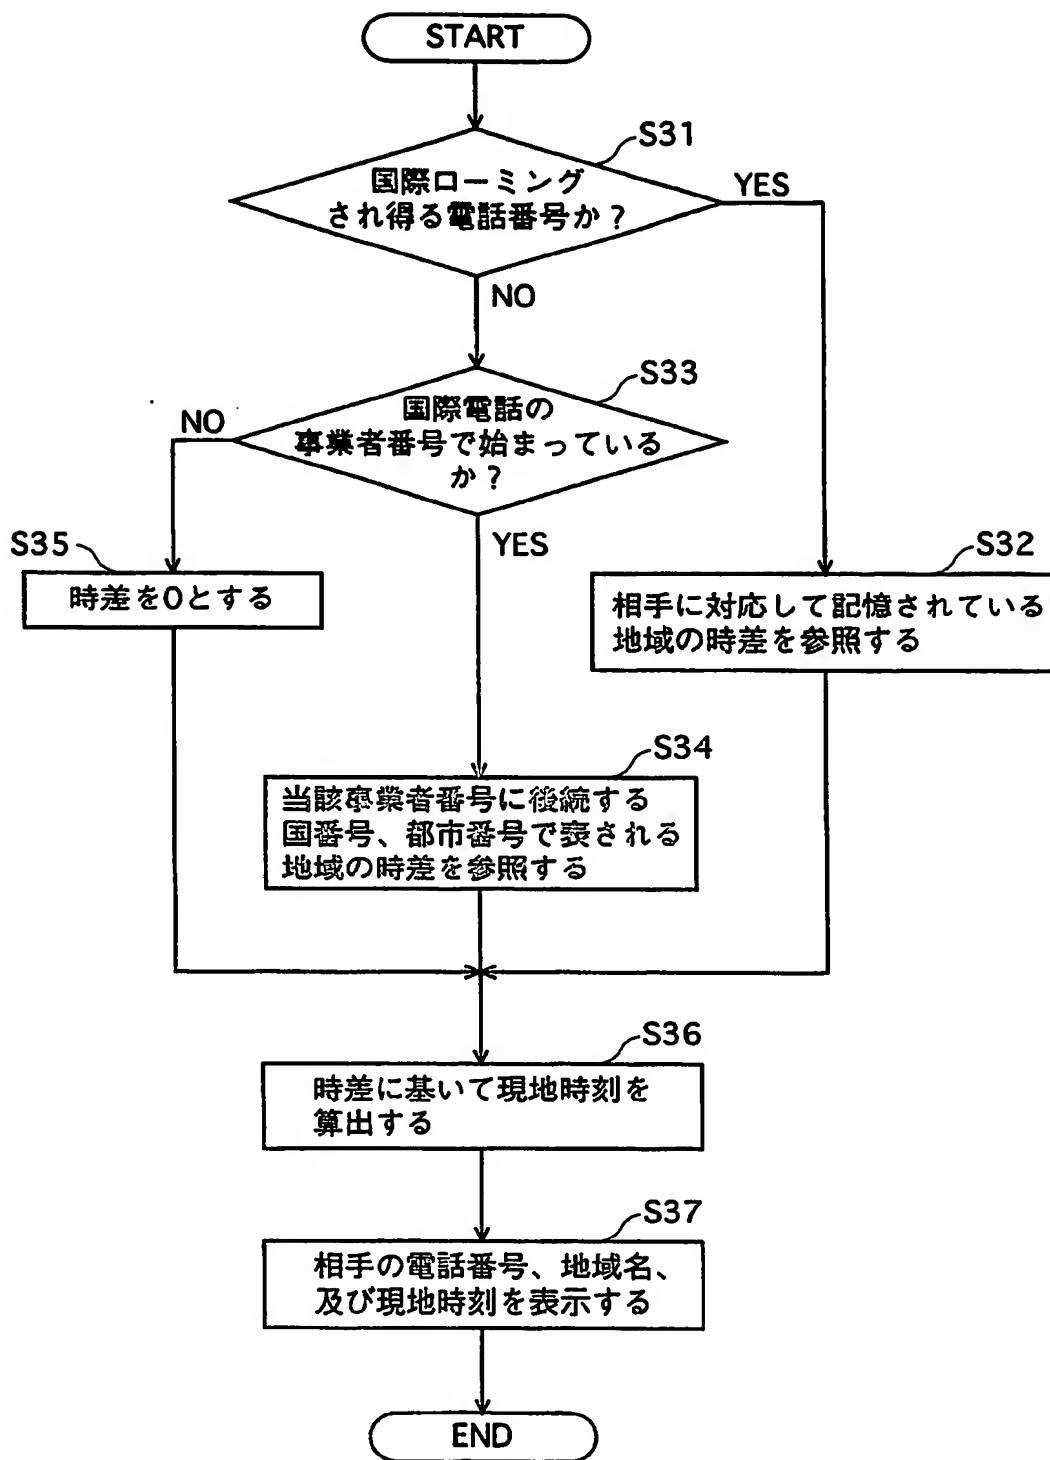 START
S31
国際ローミング
され得る電話番号か?
YES
NO
S33
国際電話の
事業者番号で始まっている
か?
NO
YES
S35
時差を0とする
S32
相手に対応して記憶されている
地域の時差を参照する
S34
当該事業者番号に後続する
国番号、都市番号で表される
地域の時差を参照する
S36
時差に基いて現地時刻を
算出する
S37
相手の電話番号、地域名、
及び現地時刻を表示する
END